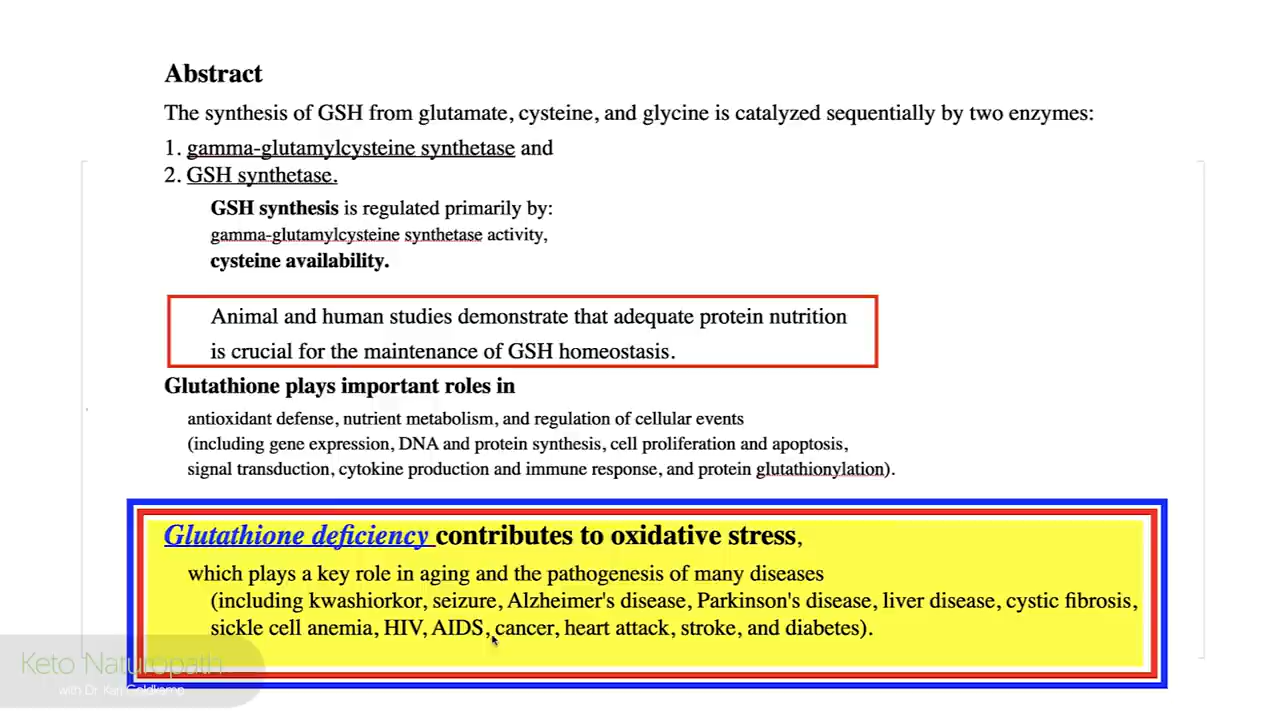 Abstract
The synthesis of GSH from glutamate, cysteine, and glycine is catalyzed sequentially by two enzymes:
1. gamma-glutamylcysteine synthetase and
2. GSH synthetase.
GSH synthesis is regulated primarily by:
gamma-glutamylcysteine synthetase activity,
cysteine availability.
Animal and human studies demonstrate that adequate protein nutrition
is crucial for the maintenance of GSH homeostasis.
Glutathione plays important roles in
antioxidant defense, nutrient metabolism, and regulation of cellular events
(including gene expression, DNA and protein synthesis, cell proliferation and apoptosis,
signal transduction, cytokine production and immune response, and protein glutathionylation).
Glutathione deficiency contributes to oxidative stress,
which plays a key role in aging and the pathogenesis of many diseases
(including kwashiorkor, seizure, Alzheimer's disease, Parkinson's disease, liver disease, cystic fibrosis,
sickle cell anemia, HIV, AIDS, cancer, heart attack, stroke, and diabetes).
Keto Naturopath
with Dr. Karl Goldkamp